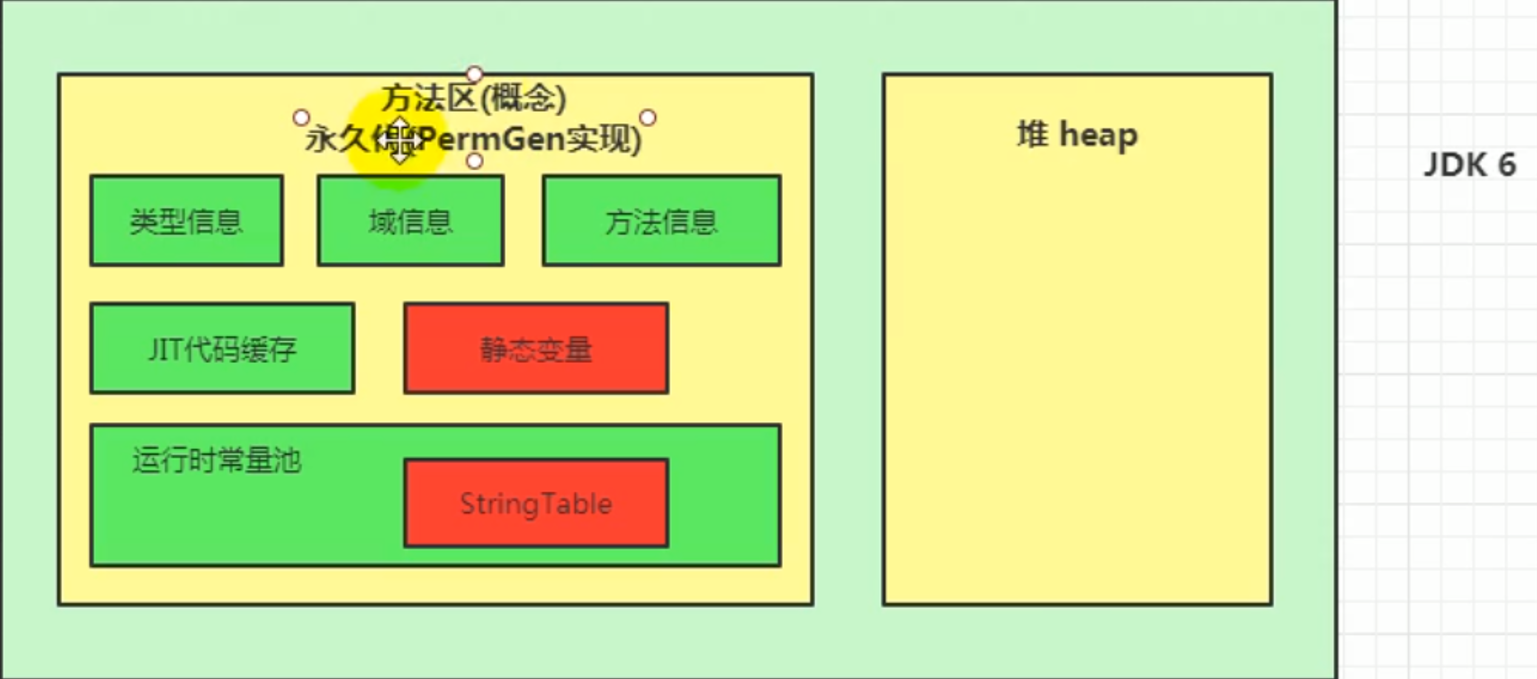 方法区(概念)
永久代(PermGen实现)
堆 heap
JDK 6
类型信息
域信息
方法信息
JIT代码缓存
静态变量
运行时常量池
StringTable